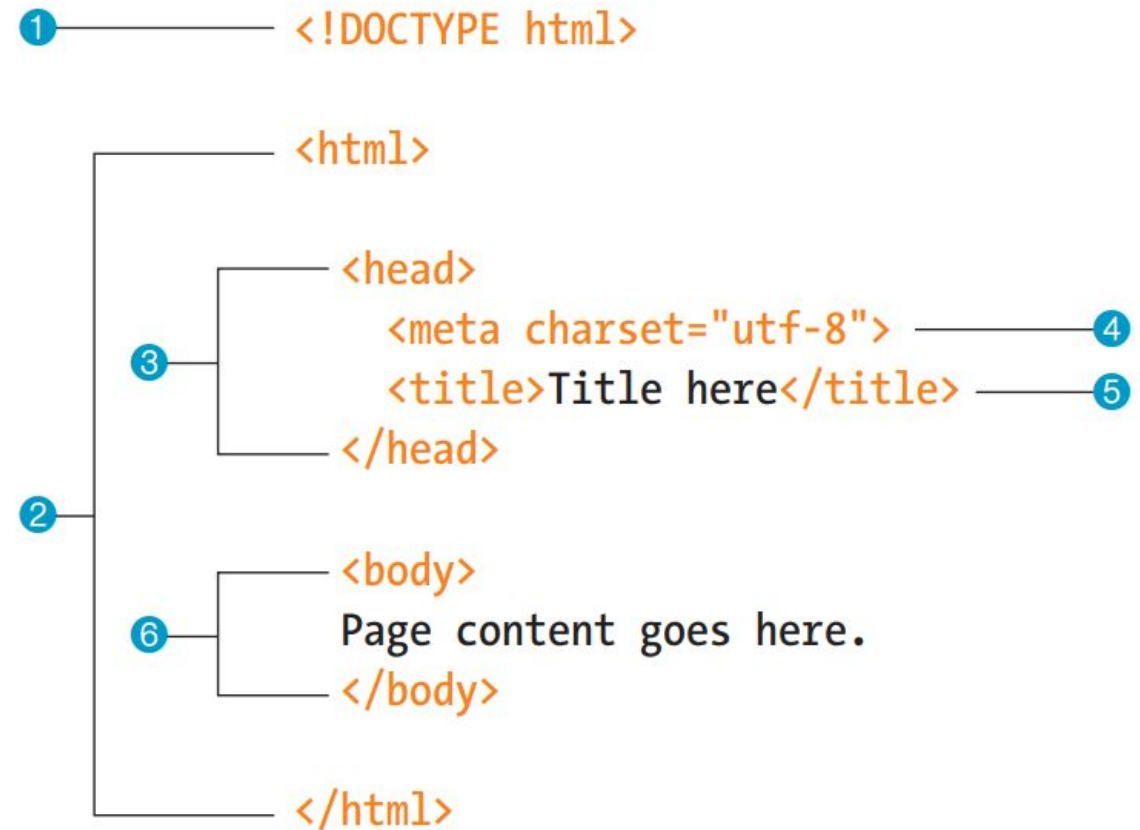 1 <!DOCTYPE html>
<html>
<head>
<meta charset="utf-8"> 4
3
<title>Title here</title> 5
</head>
2
<body>
6 Page content goes here.
</body>
</html>